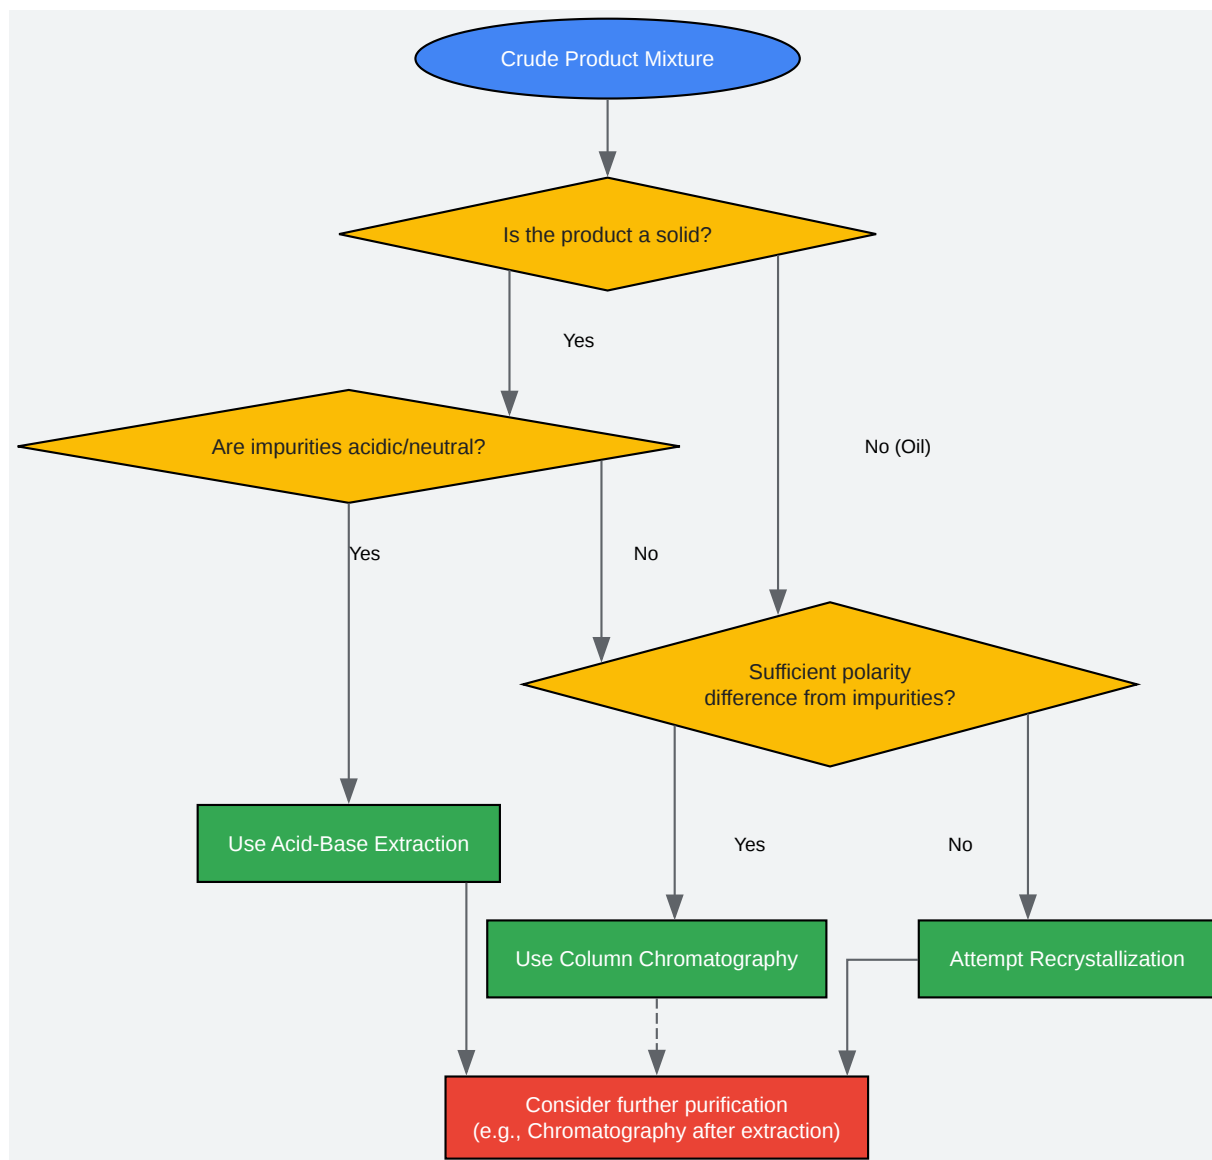 Crude Product Mixture
Is the product a solid?
Yes
Are impurities acidic/neutral?
No (Oil)
Yes
No
Sufficient polarity
difference from impurities?
Use Acid-Base Extraction
Yes
No
Use Column Chromatography
Attempt Recrystallization
Consider further purification
(e.g., Chromatography after extraction)